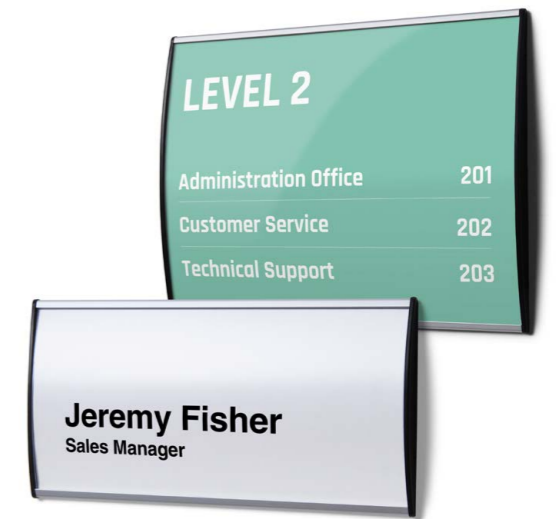 LEVEL 2
Administration Office 201
Customer Service 202
Technical Support 203
Jeremy Fisher
Sales Manager